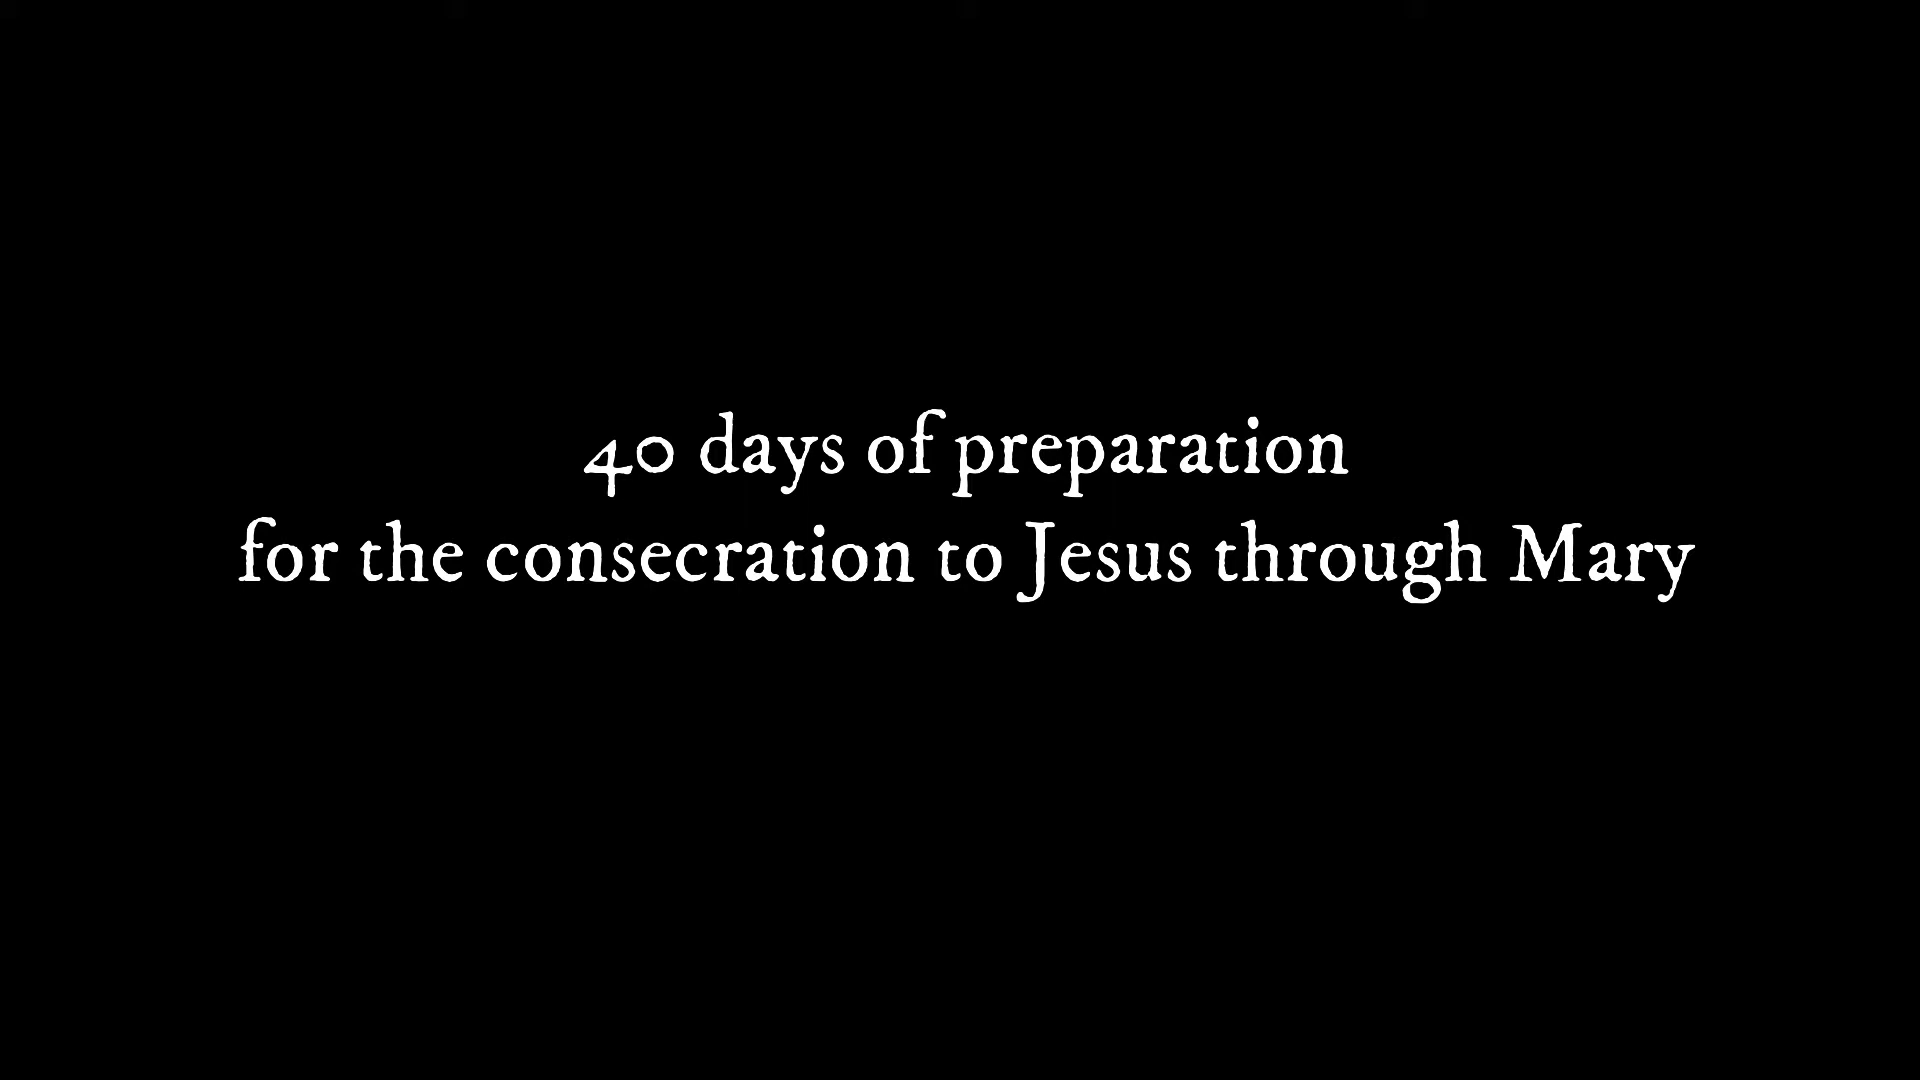 40 days of preparation
for the consecration to Jesus through Mary